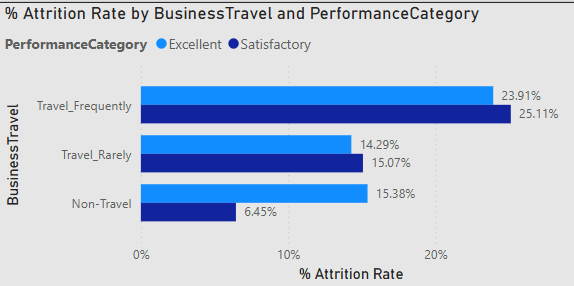 % Attrition Rate by BusinessTravel and PerformanceCategory
PerformanceCategory Excellent Satisfactory
BusinessTravel
Travel_Frequently
23.91%
25.11%
Travel_Rarely
14.29%
15.07%
Non-Travel
15.38%
6.45%
0% 10% 20%
% Attrition Rate